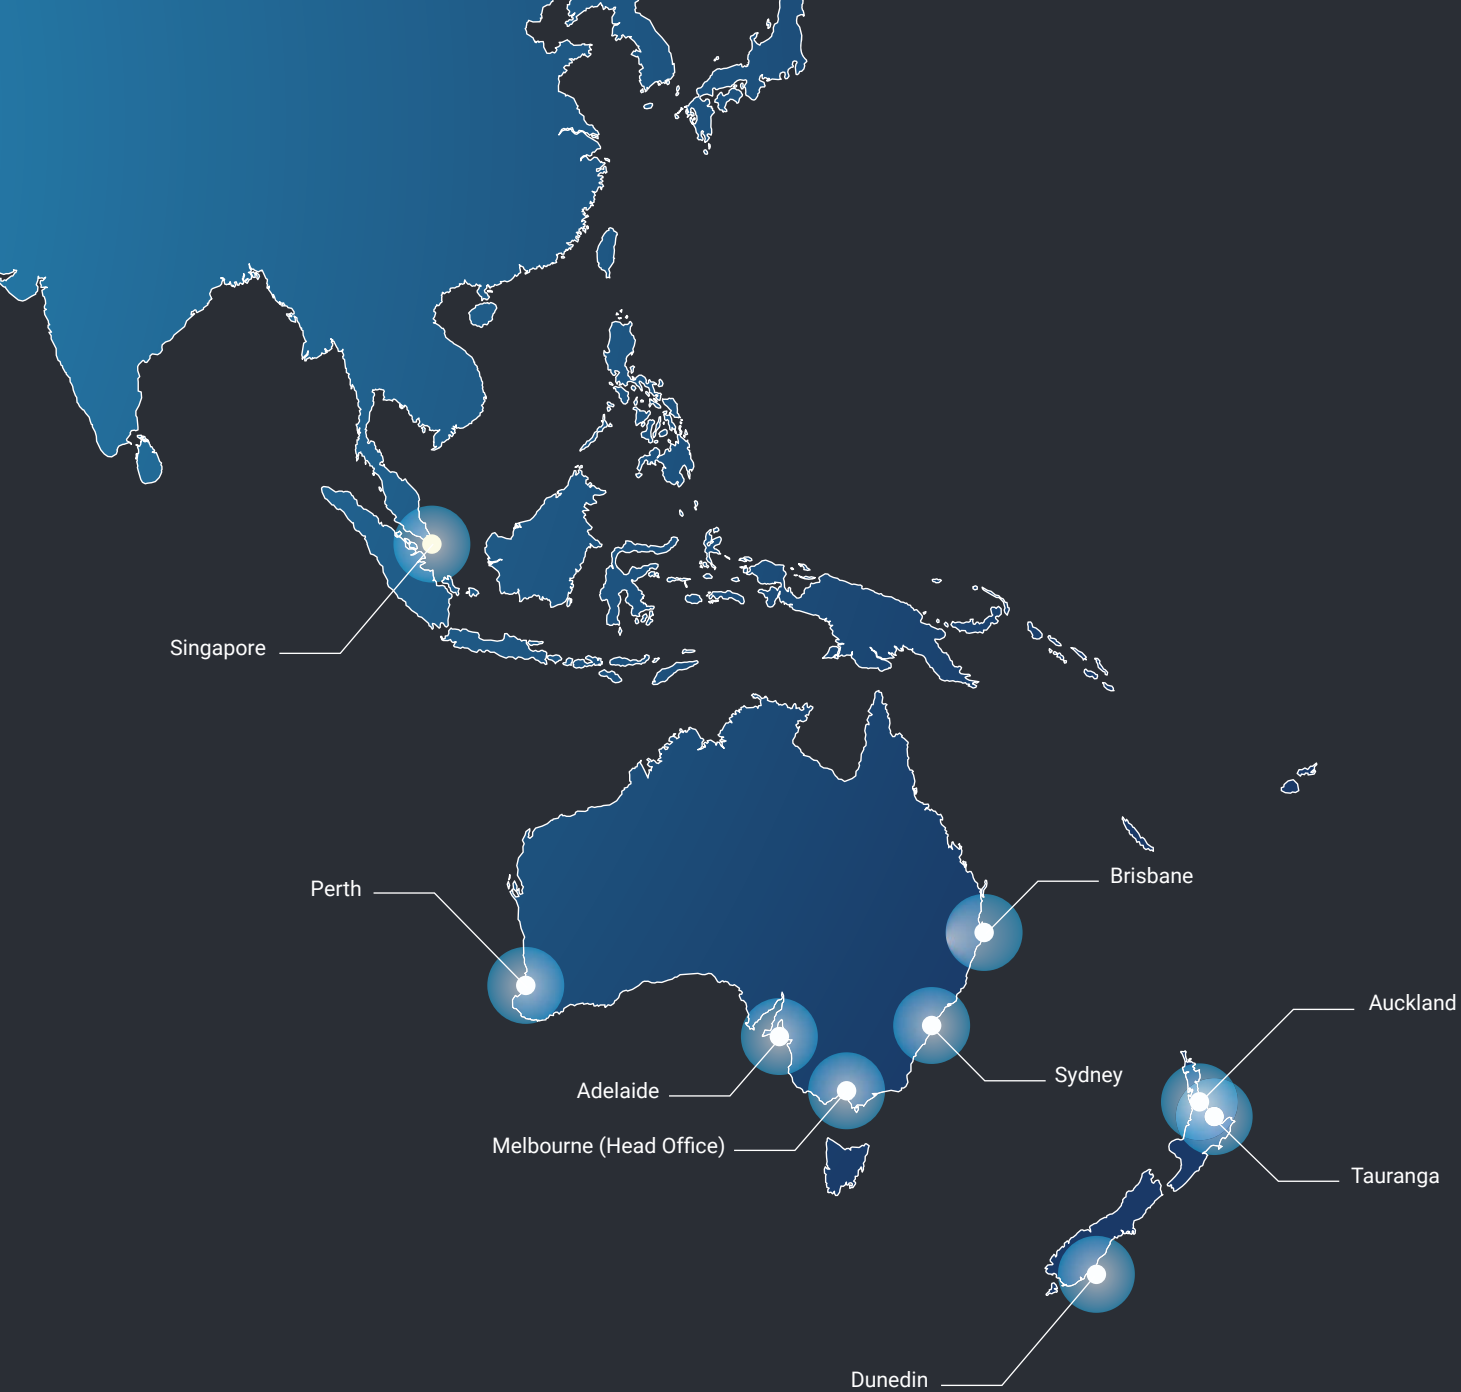 Singapore
Perth
Brisbane
Auckland
Sydney
Adelaide
Melbourne (Head Office)
Tauranga
Dunedin